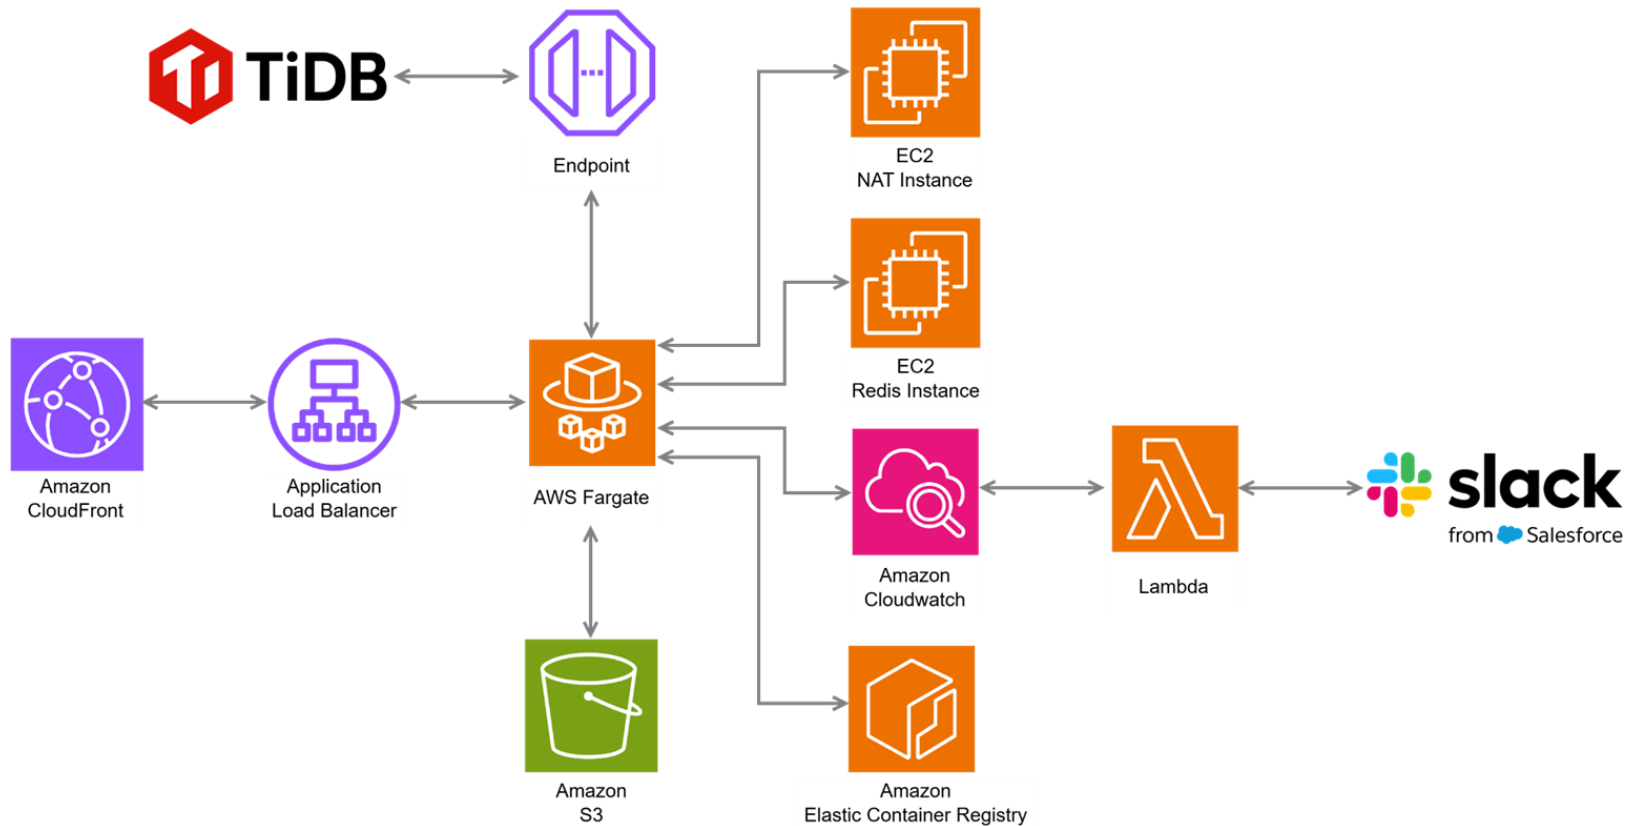 TiDB
Endpoint
EC2
NAT Instance
EC2
Redis Instance
Amazon
CloudFront
Application
Load Balancer
AWS Fargate
Amazon
Cloudwatch
Lambda
slack
from Salesforce
Amazon
S3
Amazon
Elastic Container Registry